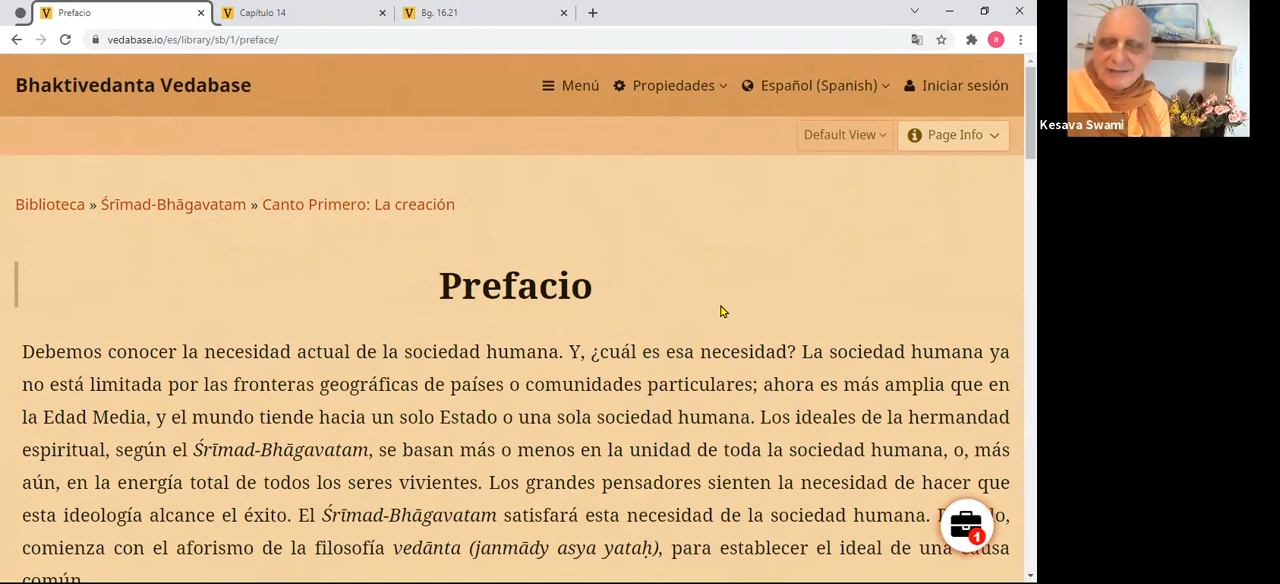 Prefacio
Capítulo 14
Bg. 16.21
vedabase.io/es/library/sb/1/preface/
a
Bhaktivedanta Vedabase
Menú
Propiedades
Español (Spanish)
Iniciar sesión
Default View
Page Info
Kesava Swami
Biblioteca » Śrīmad-Bhāgavatam » Canto Primero: La creación
Prefacio
Debemos conocer la necesidad actual de la sociedad humana. Y, ¿cuál es esa necesidad? La sociedad humana ya
no está limitada por las fronteras geográficas de países o comunidades particulares; ahora es más amplia que en
la Edad Media, y el mundo tiende hacia un solo Estado o una sola sociedad humana. Los ideales de la hermandad
espiritual, según el Śrīmad-Bhāgavatam, se basan más o menos en la unidad de toda la sociedad humana, o, más
aún, en la energía total de todos los seres vivientes. Los grandes pensadores sienten la necesidad de hacer que
esta ideología alcance el éxito. El Śrīmad-Bhāgavatam satisfará esta necesidad de la sociedad humana.
comienza con el aforismo de la filosofía vedānta (janmādy asya yataḥ), para establecer el ideal de una causa
común.
1